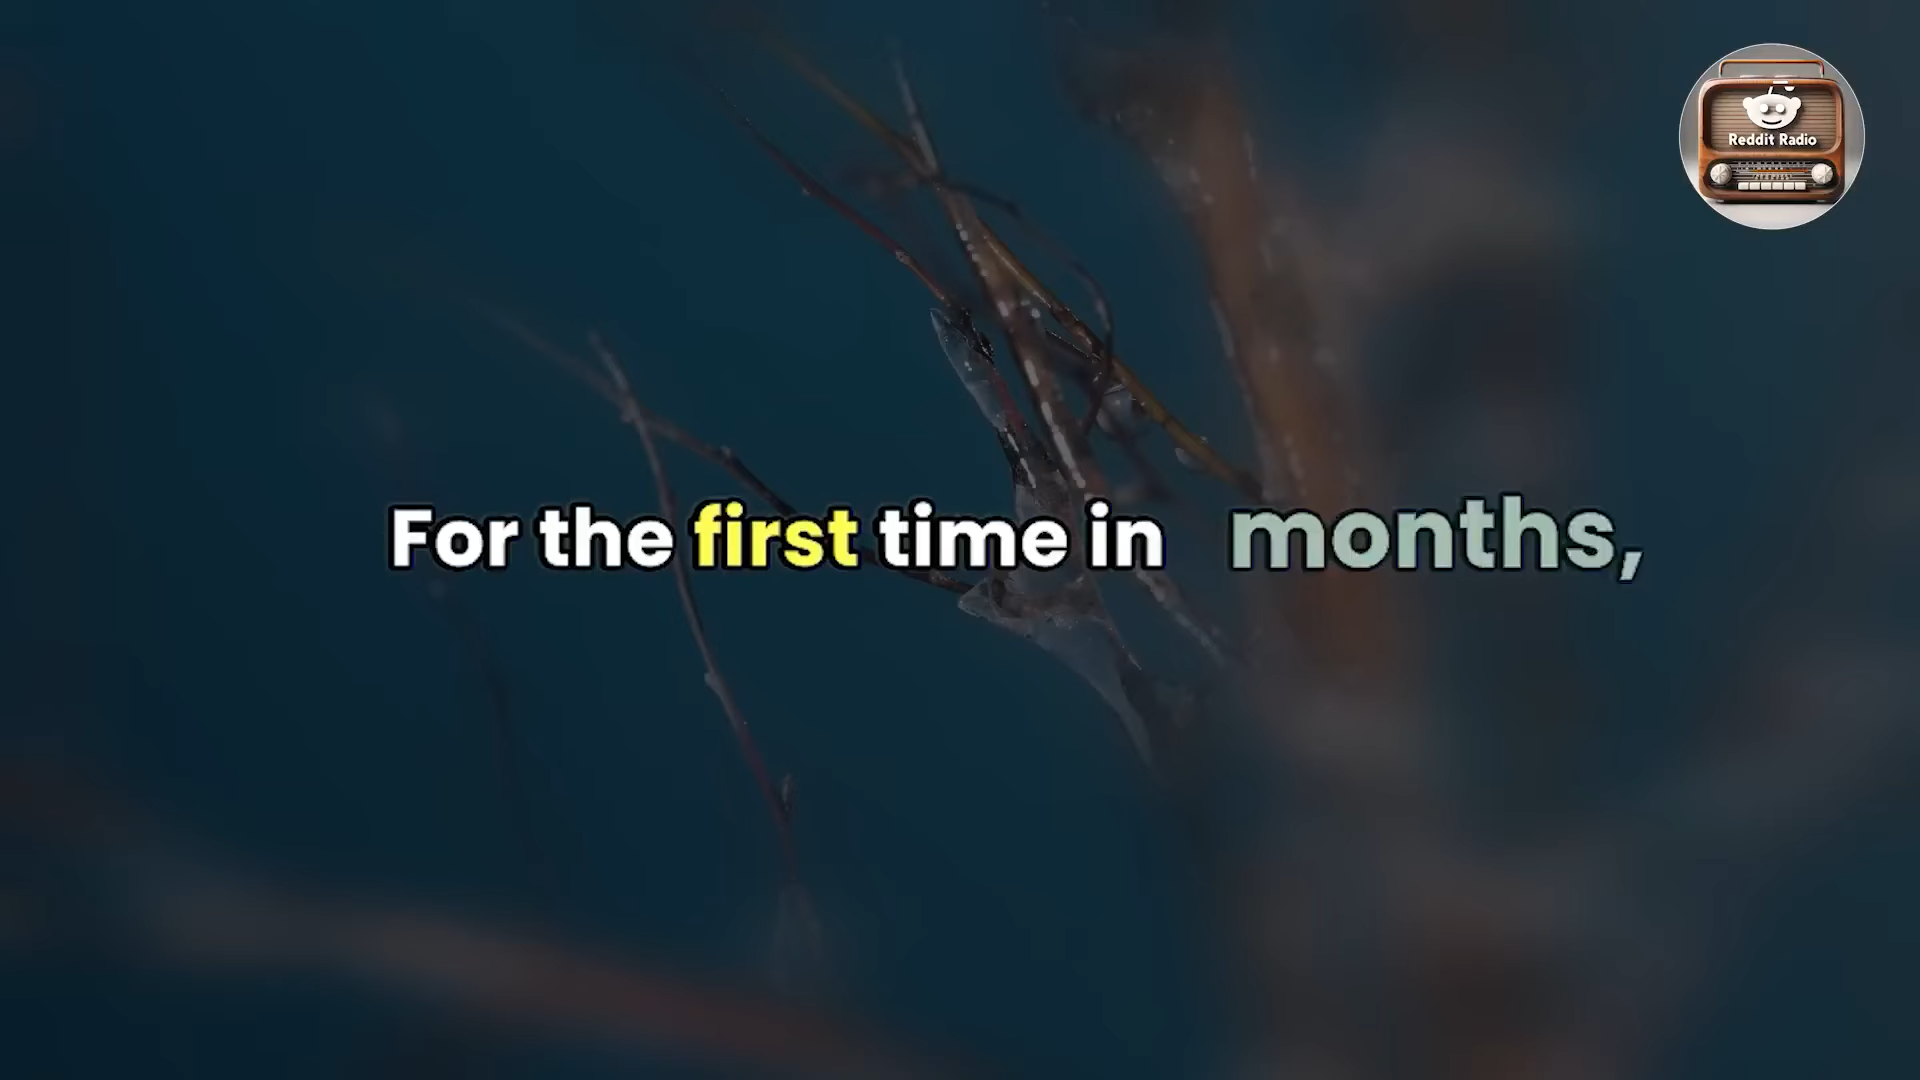 Reddit Radio
For the first time in months,